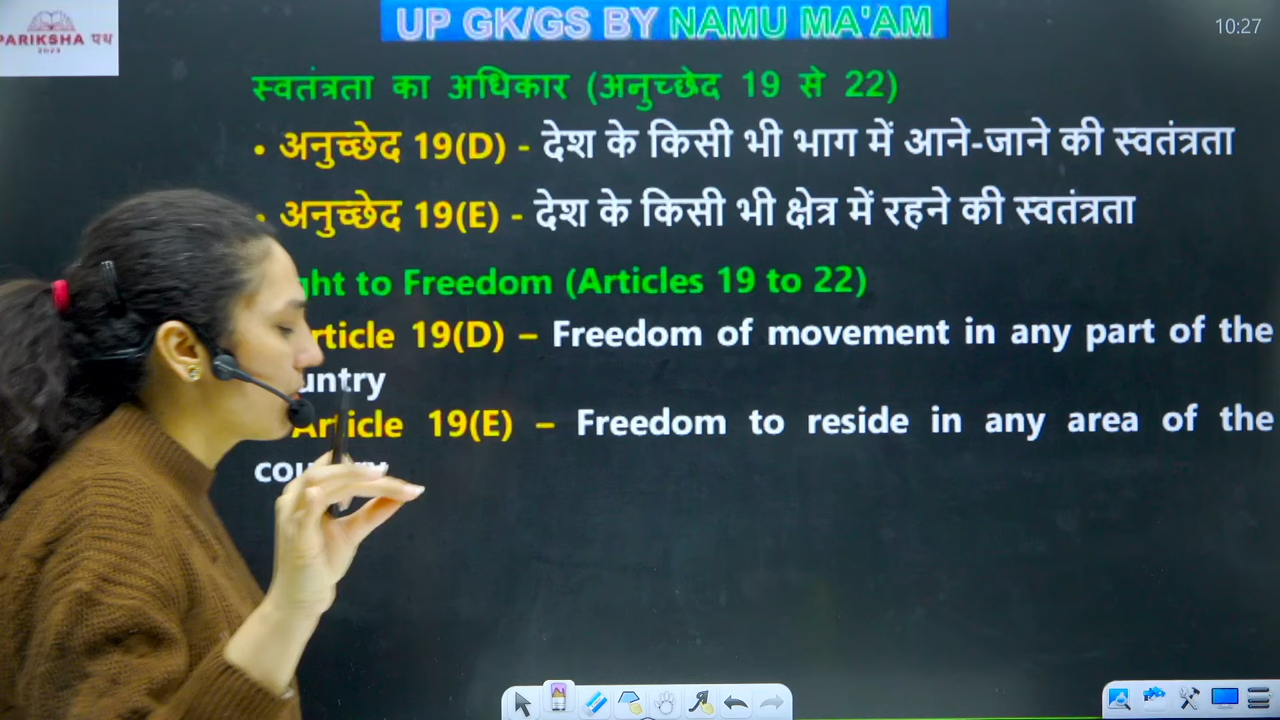 PARIKSHA पथ
2023
UP GK/GS BY NAMU MA'AM
10:27
स्वतंत्रता का अधिकार (अनुच्छेद 19 से 22)
• अनुच्छेद 19(D) - देश के किसी भी भाग में आने-जाने की स्वतंत्रता
• अनुच्छेद 19(E) - देश के किसी भी क्षेत्र में रहने की स्वतंत्रता
ght to Freedom (Articles 19 to 22)
rticle 19(D) – Freedom of movement in any part of the
untry
Article 19(E) – Freedom to reside in any area of the
country